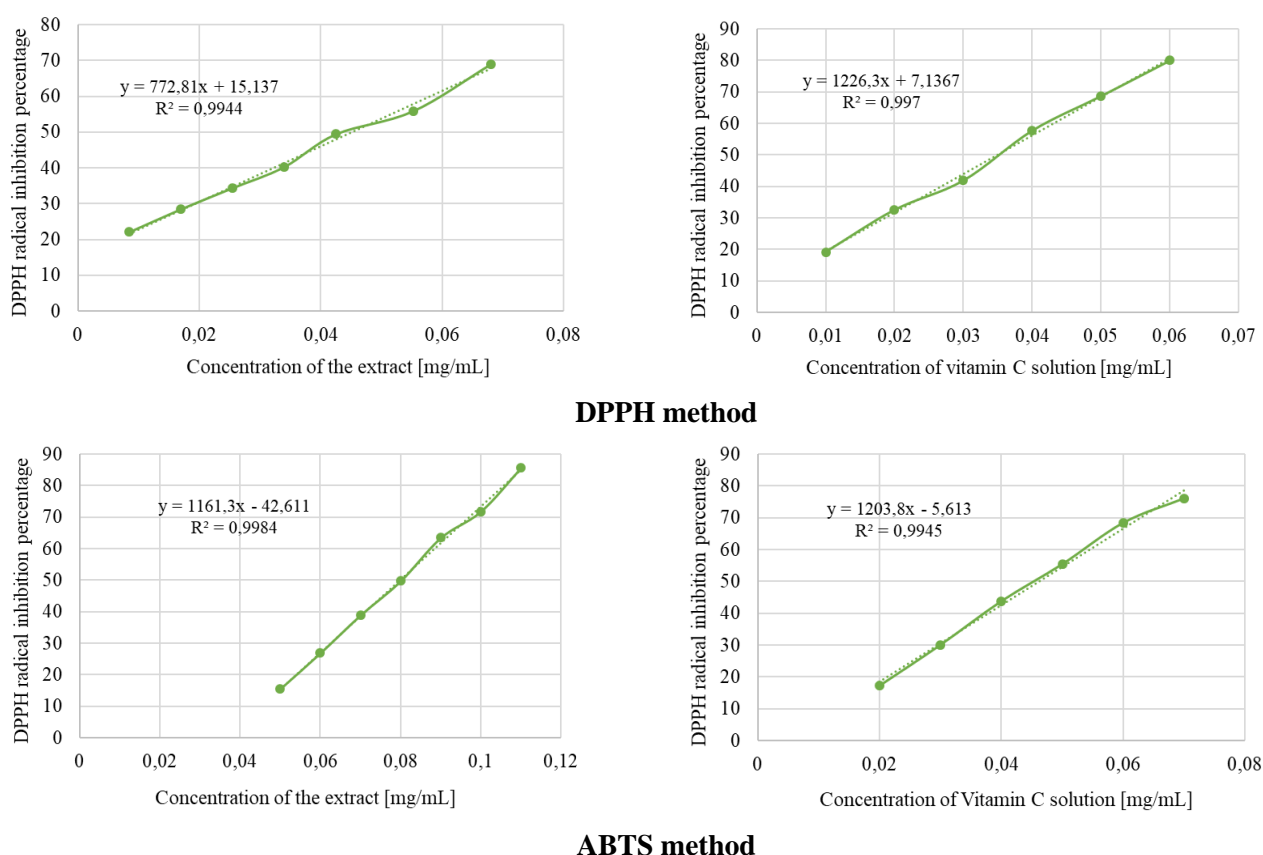 DPPH radical inhibition percentage
80
70
60
50
40
30
20
10
0
y = 772,81x + 15,137
R² = 0,9944
0 0,02 0,04 0,06 0,08
Concentration of the extract [mg/mL]
DPPH radical inhibition percentage
90
80
70
60
50
40
30
20
10
0
y = 1226,3x + 7,1367
R² = 0,997
0 0,01 0,02 0,03 0,04 0,05 0,06 0,07
Concentration of vitamin C solution [mg/mL]
DPPH method
DPPH radical inhibition percentage
90
80
70
60
50
40
30
20
10
0
y = 1161,3x - 42,611
R² = 0,9984
0 0,02 0,04 0,06 0,08 0,1 0,12
Concentration of the extract [mg/mL]
DPPH radical inhibition percentage
90
80
70
60
50
40
30
20
10
0
y = 1203,8x - 5,613
R² = 0,9945
0 0,02 0,04 0,06 0,08
Concentration of Vitamin C solution [mg/mL]
ABTS method